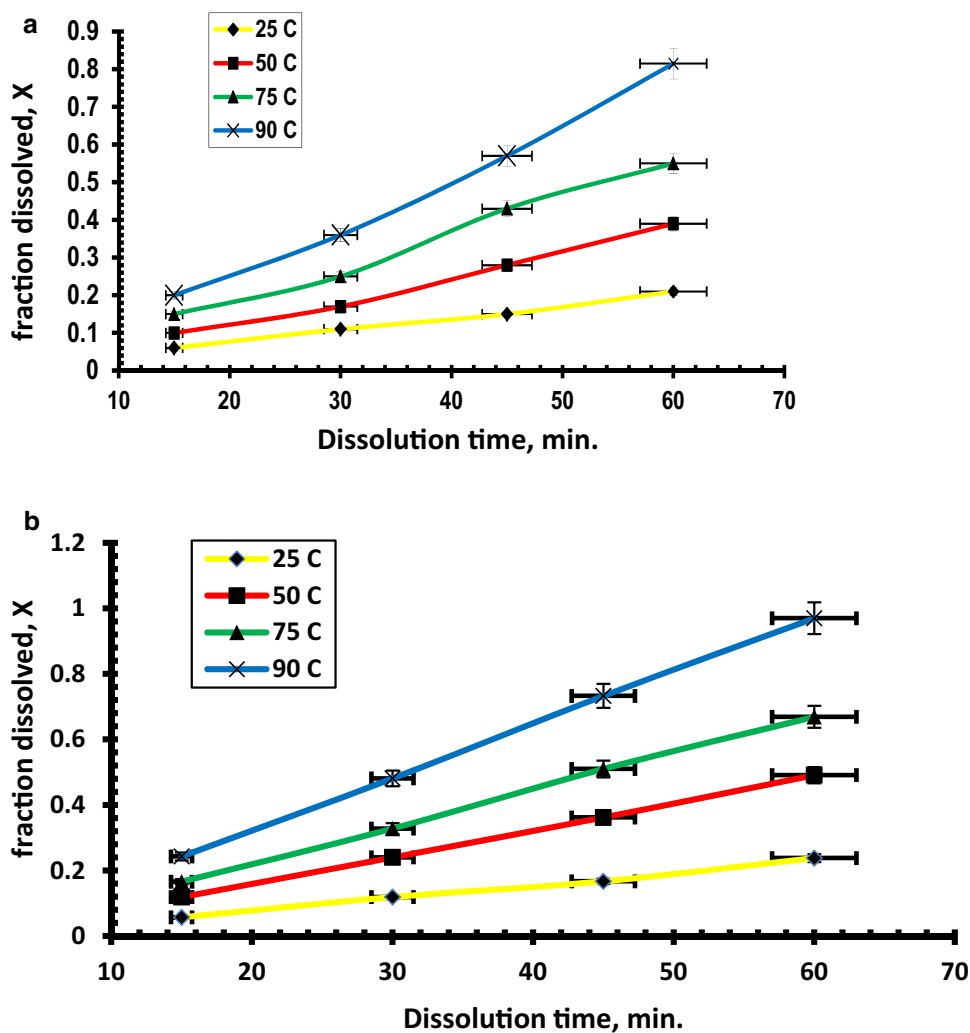 a
25 C
50 C
75 C
90 C
fraction dissolved, X
0.9
0.8
0.7
0.6
0.5
0.4
0.3
0.2
0.1
0
10 20 30 40 50 60 70
Dissolution time, min.
b
25 C
50 C
75 C
90 C
fraction dissolved, X
1.2
1
0.8
0.6
0.4
0.2
0
10 20 30 40 50 60 70
Dissolution time, min.